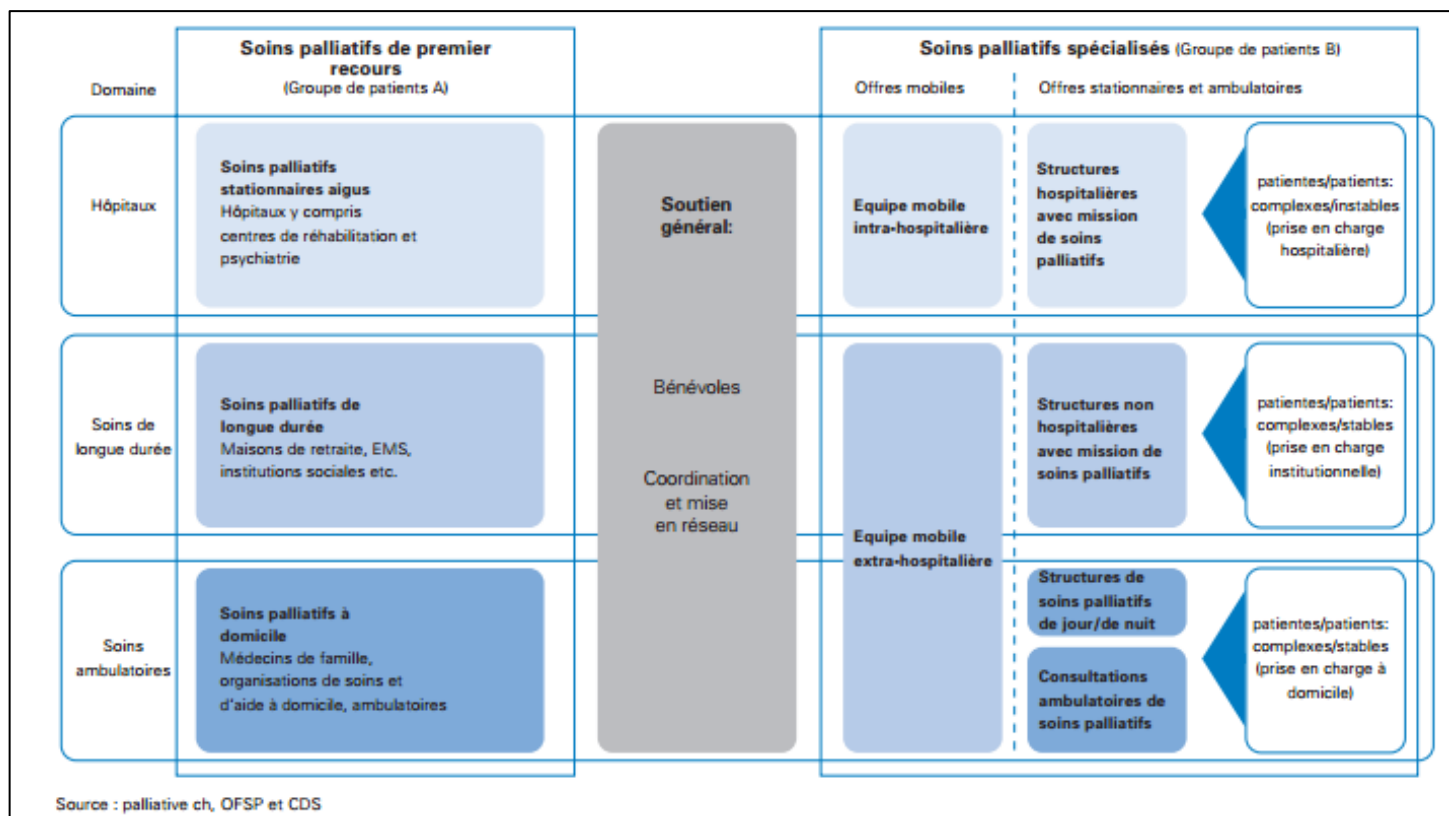 Soins palliatifs de premier
recours
(Groupe de patients A)
Soins palliatifs spécialisés (Groupe de patients B)
Domaine
Offres mobiles
Offres stationnaires et ambulatoires
Hôpitaux
Soins palliatifs
stationnaires aigus
Hôpitaux y compris
centres de réhabilitation et
psychiatrie
Soutien
général:
Bénévoles
Coordination
et mise
en réseau
Equipe mobile
intra-hospitalière
Structures
hospitalières
avec mission
de soins
palliatifs
patientes/patients:
complexes/instables
(prise en charge
hospitalière)
Soins de
longue durée
Soins palliatifs de
longue durée
Maisons de retraite, EMS,
institutions sociales etc.
Equipe mobile
extra-hospitalière
Structures non
hospitalières
avec mission de
soins palliatifs
patientes/patients:
complexes/stables
(prise en charge
institutionnelle)
Soins
ambulatoires
Soins palliatifs à
domicile
Médecins de famille,
organisations de soins et
d'aide à domicile, ambulatoires
Structures de
soins palliatifs
de jour/de nuit
Consultations
ambulatoires de
soins palliatifs
patientes/patients:
complexes/stables
(prise en charge à
domicile)
Source : palliative ch, OFSP et CDS